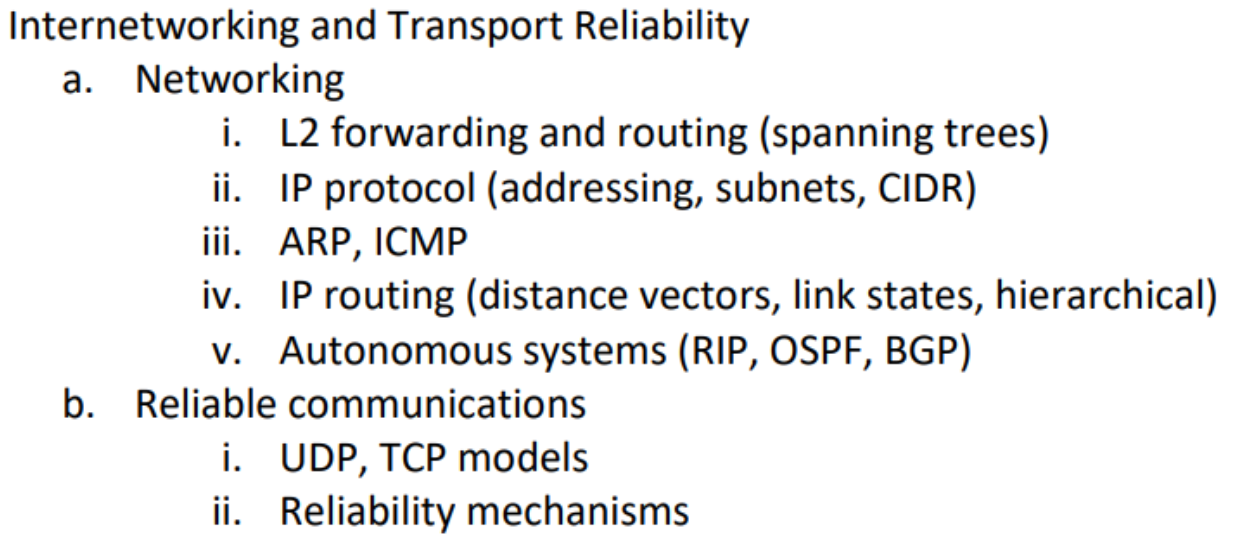 Internetworking and Transport Reliability
a. Networking
i. L2 forwarding and routing (spanning trees)
ii. IP protocol (addressing, subnets, CIDR)
iii. ARP, ICMP
iv. IP routing (distance vectors, link states, hierarchical)
v. Autonomous systems (RIP, OSPF, BGP)
b. Reliable communications
i. UDP, TCP models
ii. Reliability mechanisms